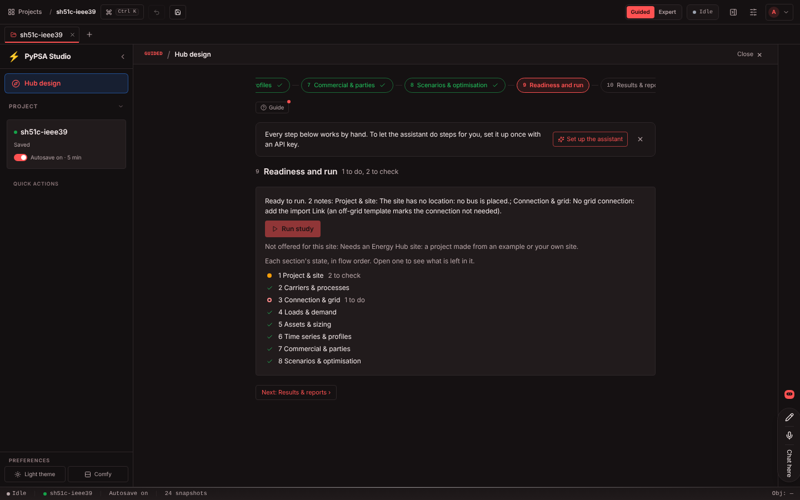 Projects / sh51c-ieee39 ⌘ Ctrl K Guided Expert Idle A
sh51c-ieee39 × +
PyPSA Studio ‹ GUIDED / Hub design Close ×
Hub design
ofiles ✓ 7 Commercial & parties ✓ 8 Scenarios & optimisation ✓ 9 Readiness and run 10 Results & repo
PROJECT
Guide
sh51c-ieee39
Saved
Autosave on · 5 min
Every step below works by hand. To let the assistant do steps for you, set it up once with
an API key.
Set up the assistant ×
9 Readiness and run 1 to do, 2 to check
QUICK ACTIONS
Ready to run. 2 notes: Project & site: The site has no location: no bus is placed.; Connection & grid: No grid connection:
add the import Link (an off-grid template marks the connection not needed).
Run study
Not offered for this site: Needs an Energy Hub site: a project made from an example or your own site.
Each section's state, in flow order. Open one to see what is left in it.
1 Project & site 2 to check
✓ 2 Carriers & processes
3 Connection & grid 1 to do
✓ 4 Loads & demand
✓ 5 Assets & sizing
✓ 6 Time series & profiles
✓ 7 Commercial & parties
✓ 8 Scenarios & optimisation
Next: Results & reports ›
Chat here
PREFERENCES
Light theme Comfy
Idle sh51c-ieee39 Autosave on 24 snapshots Obj: —